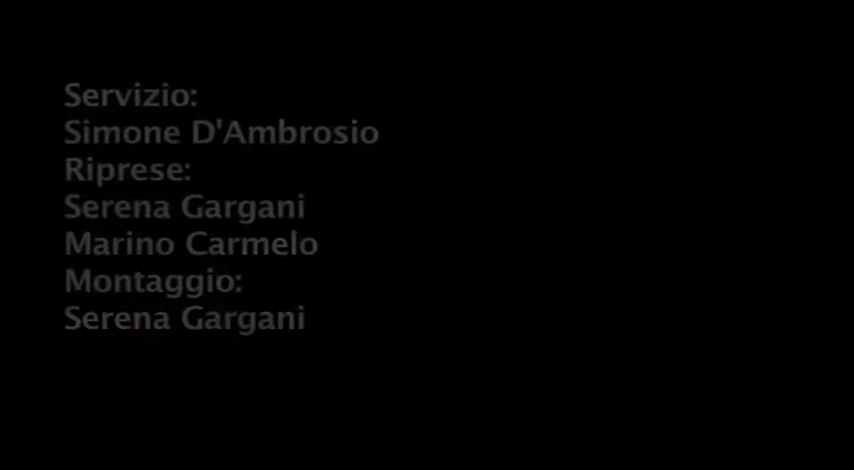 Servizio:
Simone D'Ambrosio
Riprese:
Serena Gargani
Marino Carmelo
Montaggio:
Serena Gargani